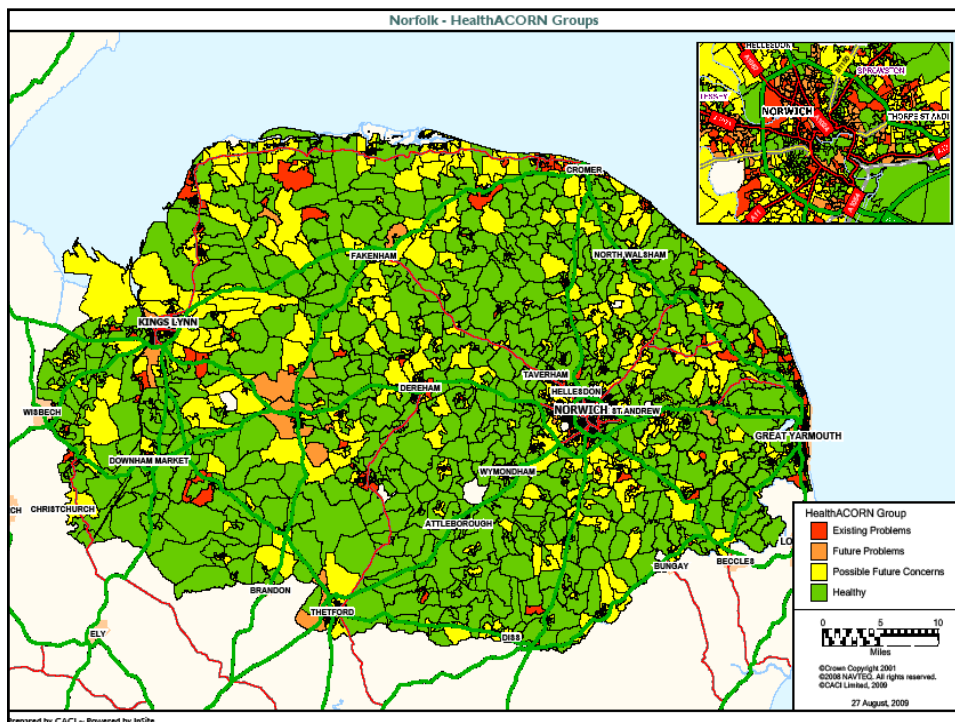 Norfolk - HealthACORN Groups
HELLESDON
SPROWSTON
NORWICH
CROMER
FAKENHAM
NORTH WALSHAM
KINGS LYNN
TAVERHAM
HELLESDON
DEREHAM
NORWICH
ST. ANDREW
WISBECH
GREAT YARMOUTH
DOWNHAM MARKET
WYMONDHAM
CHRISTCHURCH
ATTLEBOROUGH
BUNGAY
BECCLES
BRANDON
THETFORD
DISS
ELY
HealthACORN Group
Existing Problems
Future Problems
Possible Future Concerns
Healthy
0 5 10
Miles
©Crown Copyright 2001
©2008 NAVTEQ. All rights reserved.
©CACI Limited, 2009
27 August, 2009
Prepared by CACI ~ Powered by InSite